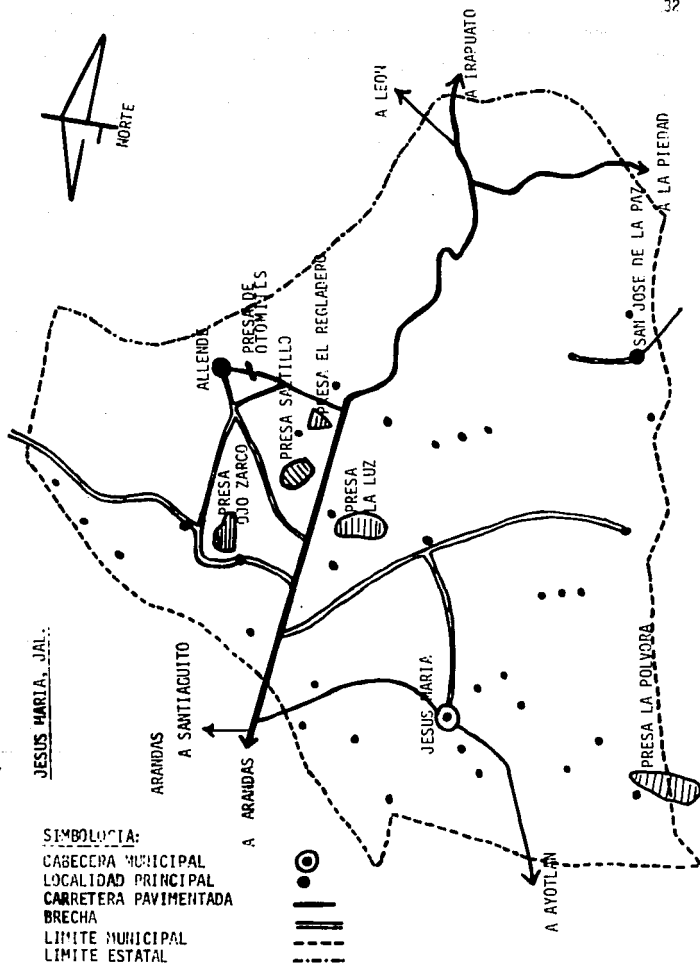 32
NORTE
A LEON
A IRAPUATO
A LA PIEDAD
SAN JOSE DE LA PAZ
ALLENDE
PRESA DE
OTOMITES
PRESA SAUTILLO
PRESA EL REGLADERO
PRESA
OJO ZARCO
PRESA
LA LUZ
JESUS MARIA, JAL.
ARANDAS
A SANTIAGUITO
A ARANDAS
JESUS MARIA
PRESA LA POLVORA
A AYOTLAN
SIMBOLOGIA:
CABECERA MUNICIPAL
LOCALIDAD PRINCIPAL
CARRETERA PAVIMENTADA
BRECHA
LIMITE MUNICIPAL
LIMITE ESTATAL